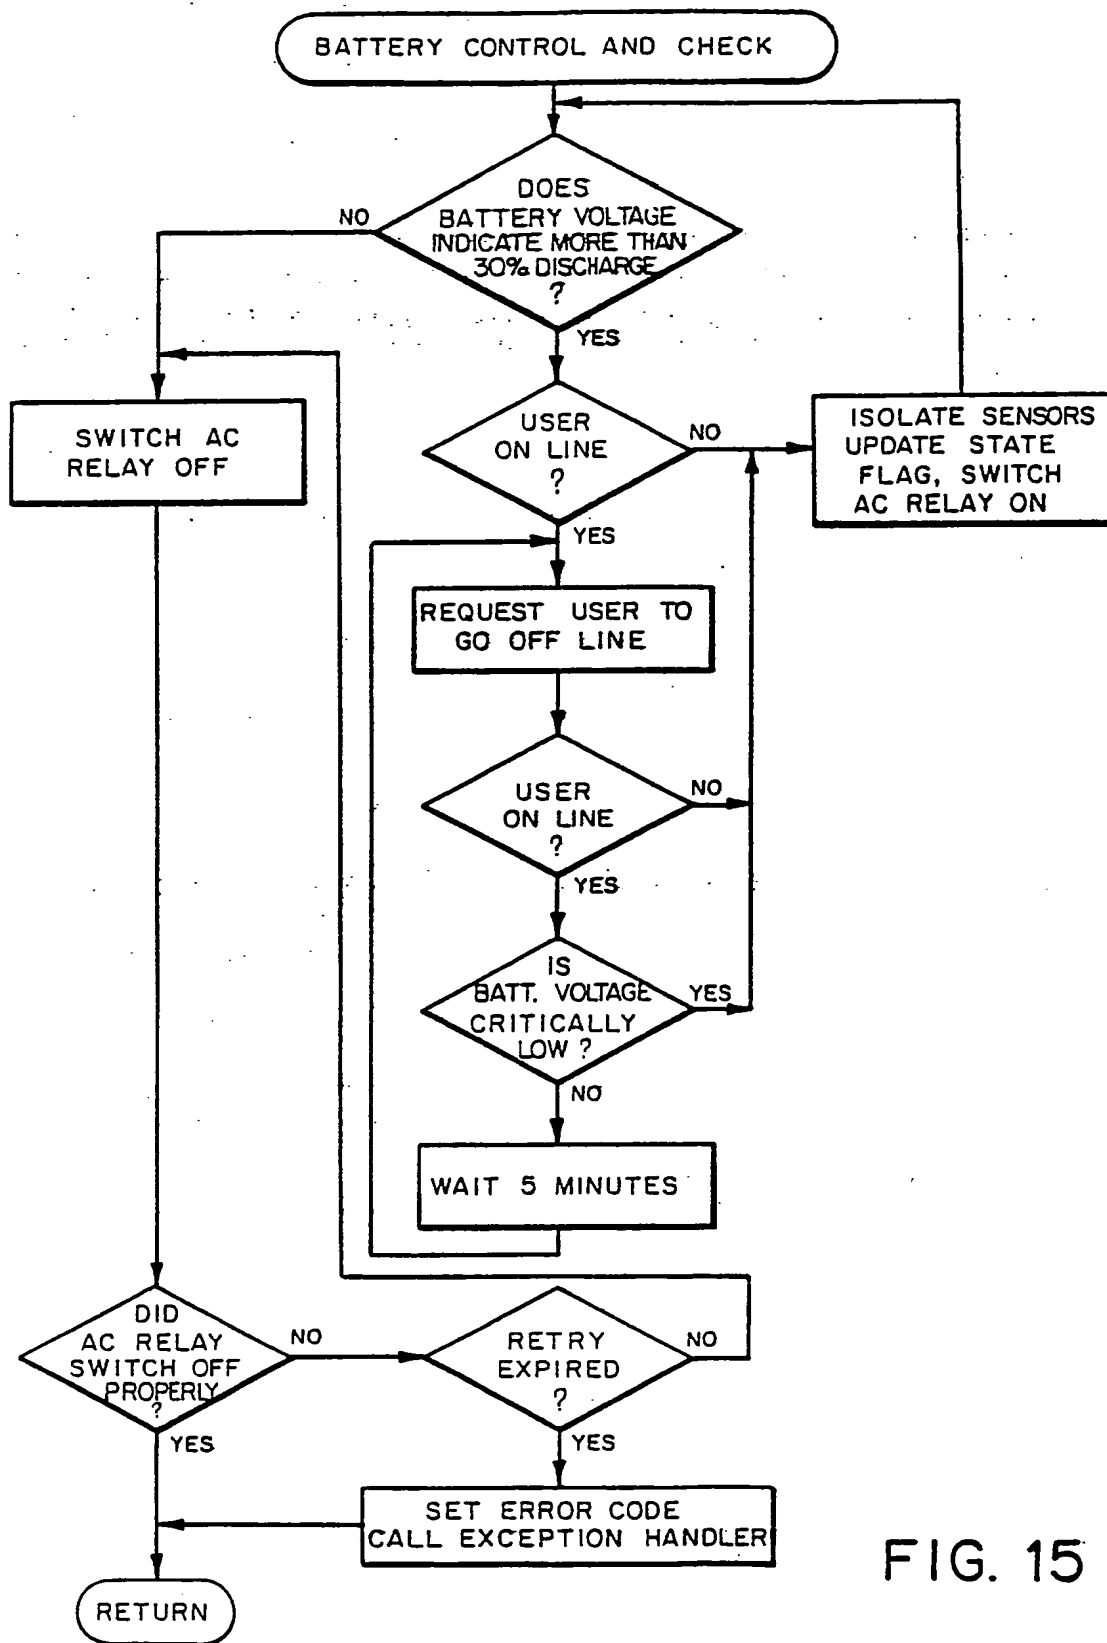 BATTERY CONTROL AND CHECK
DOES
BATTERY VOLTAGE
INDICATE MORE THAN
30% DISCHARGE
?
NO
YES
SWITCH AC
RELAY OFF
USER
ON LINE
?
NO
YES
ISOLATE SENSORS
UPDATE STATE
FLAG, SWITCH
AC RELAY ON
REQUEST USER TO
GO OFF LINE
USER
ON LINE
?
NO
YES
IS
BATT. VOLTAGE
CRITICALLY
LOW ?
YES
NO
WAIT 5 MINUTES
DID
AC RELAY
SWITCH OFF
PROPERLY
?
NO
YES
RETRY
EXPIRED
?
NO
YES
SET ERROR CODE
CALL EXCEPTION HANDLER
RETURN
FIG. 15